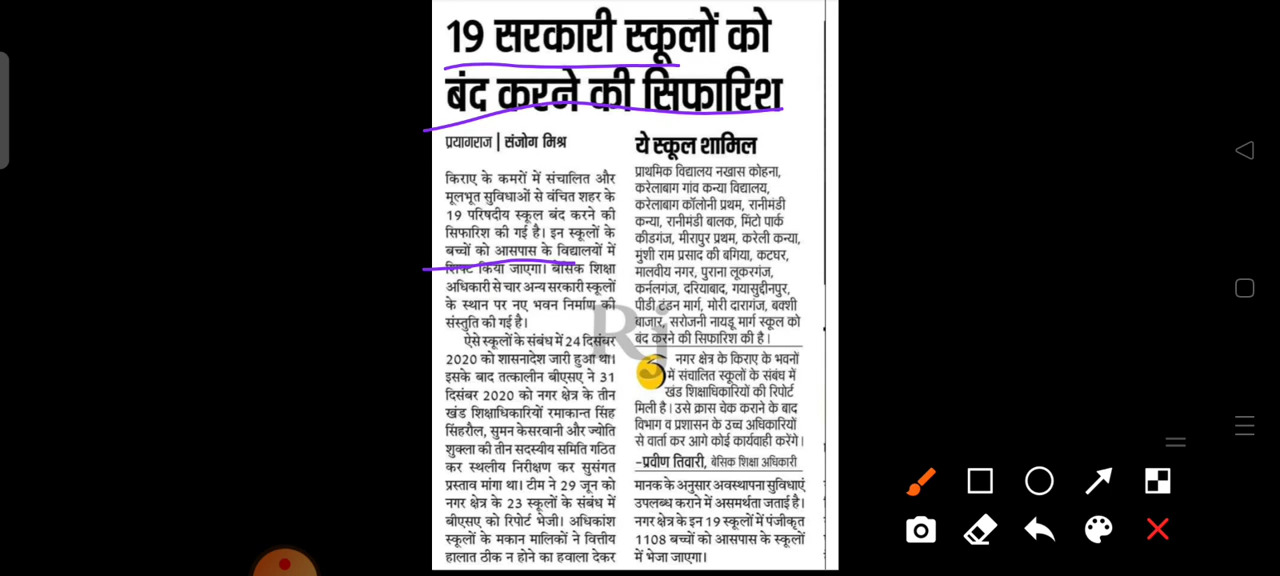 19 सरकारी स्कूलों को
बंद करने की सिफारिश
प्रयागराज | संजोग मिश्र
किराए के कमरों में संचालित और
मूलभूत सुविधाओं से वंचित शहर के
19 परिषदीय स्कूल बंद करने की
सिफारिश की गई है। इन स्कूलों के
बच्चों को आसपास के विद्यालयों में
शिफ्ट किया जाएगा। बेसिक शिक्षा
अधिकारी से चार अन्य सरकारी स्कूलों
के स्थान पर नए भवन निर्माण की
संस्तुति की गई है।
ऐसे स्कूलों के संबंध में 24 दिसंबर
2020 को शासनादेश जारी हुआ था।
इसके बाद तत्कालीन बीएसए ने 31
दिसंबर 2020 को नगर क्षेत्र के तीन
खंड शिक्षाधिकारियों रमाकान्त सिंह
सिंहरौल, सुमन केसरवानी और ज्योति
शुक्ला की तीन सदस्यीय समिति गठित
कर स्थलीय निरीक्षण कर सुसंगत
प्रस्ताव मांगा था। टीम ने 29 जून को
नगर क्षेत्र के 23 स्कूलों के संबंध में
बीएसए को रिपोर्ट भेजी। अधिकांश
स्कूलों के मकान मालिकों ने वित्तीय
हालात ठीक न होने का हवाला देकर
ये स्कूल शामिल
प्राथमिक विद्यालय नखास कोहना,
करेलाबाग गांव कन्या विद्यालय,
करेलाबाग कॉलोनी प्रथम, रानीमंडी
कन्या, रानीमंडी बालक, मिंटो पार्क
कीडगंज, मीरापुर प्रथम, करेली कन्या,
मुंशी राम प्रसाद की बगिया, कटघर,
मालवीय नगर, पुराना लूकरगंज,
कर्नलगंज, दरियाबाद, गयासुद्दीनपुर,
पीडी टंडन मार्ग, मोरी दारागंज, बक्शी
बाजार, सरोजनी नायडू मार्ग स्कूल को
बंद करने की सिफारिश की है।
नगर क्षेत्र के किराए के भवनों
में संचालित स्कूलों के संबंध में
खंड शिक्षाधिकारियों की रिपोर्ट
मिली है। उसे क्रास चेक कराने के बाद
विभाग व प्रशासन के उच्च अधिकारियों
से वार्ता कर आगे कोई कार्यवाही करेंगे।
-प्रवीण तिवारी, बेसिक शिक्षा अधिकारी
मानक के अनुसार अवस्थापना सुविधाएं
उपलब्ध कराने में असमर्थता जताई है।
नगर क्षेत्र के इन 19 स्कूलों में पंजीकृत
1108 बच्चों को आसपास के स्कूलों
में भेजा जाएगा।
Rj